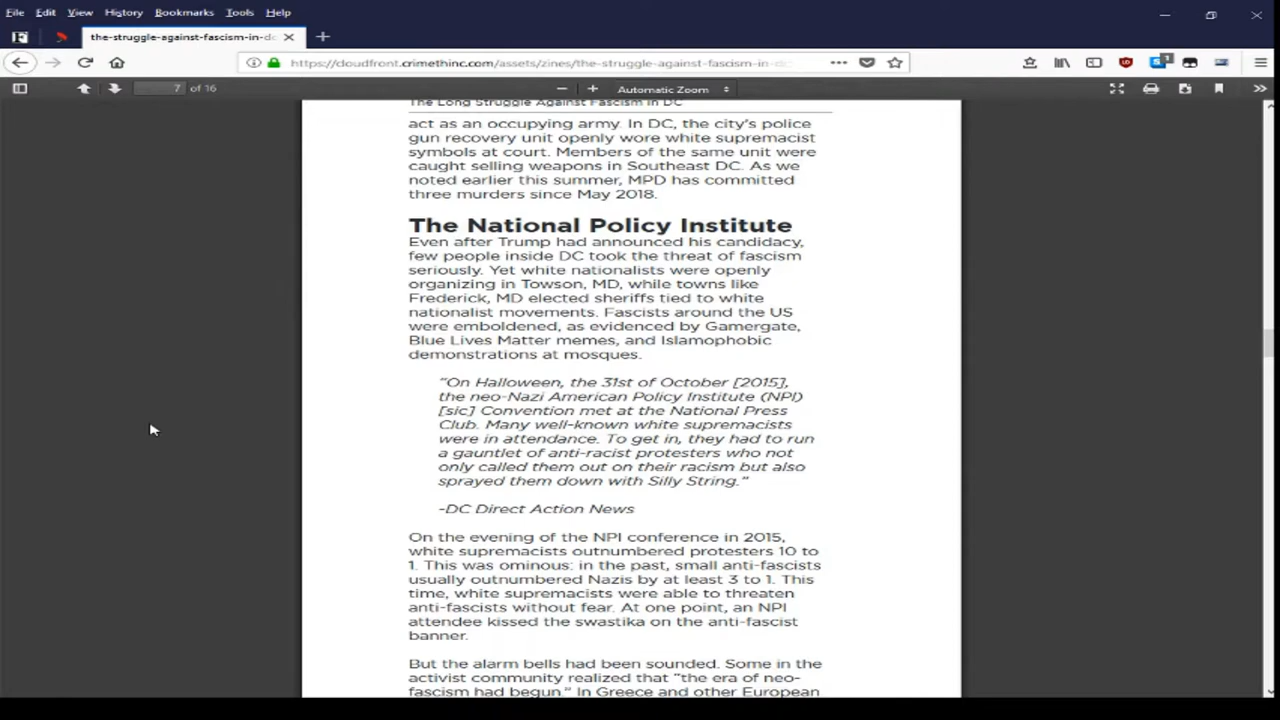 File Edit View History Bookmarks Tools Help
the-struggle-against-fascism-in-dc
https://cloudfront.crimethinc.com/assets/zines/the-struggle-against-fascism-in-dc
7 of 16
Automatic Zoom
The Long Struggle Against Fascism in DC
act as an occupying army. In DC, the city's police
gun recovery unit openly wore white supremacist
symbols at court. Members of the same unit were
caught selling weapons in Southeast DC. As we
noted earlier this summer, MPD has committed
three murders since May 2018.
The National Policy Institute
Even after Trump had announced his candidacy,
few people inside DC took the threat of fascism
seriously. Yet white nationalists were openly
organizing in Towson, MD, while towns like
Frederick, MD elected sheriffs tied to white
nationalist movements. Fascists around the US
were emboldened, as evidenced by Gamergate,
Blue Lives Matter memes, and Islamophobic
demonstrations at mosques.
"On Halloween, the 31st of October [2015],
the neo-Nazi American Policy Institute (NPI)
[sic] Convention met at the National Press
Club. Many well-known white supremacists
were in attendance. To get in, they had to run
a gauntlet of anti-racist protesters who not
only called them out on their racism but also
sprayed them down with Silly String."
-DC Direct Action News
On the evening of the NPI conference in 2015,
white supremacists outnumbered protesters 10 to
1. This was ominous: in the past, small anti-fascists
usually outnumbered Nazis by at least 3 to 1. This
time, white supremacists were able to threaten
anti-fascists without fear. At one point, an NPI
attendee kissed the swastika on the anti-fascist
banner.
But the alarm bells had been sounded. Some in the
activist community realized that "the era of neo-
fascism had begun." In Greece and other European